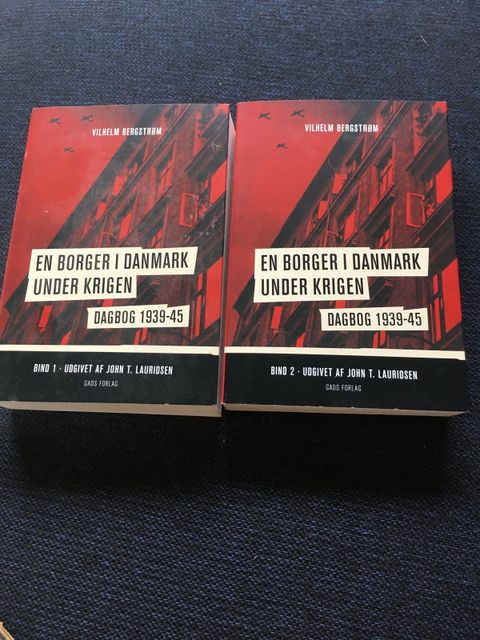 VILHELM BERGSTRØM
EN BORGER I DANMARK
UNDER KRIGEN
DAGBOG 1939-45
BIND 1 · UDGIVET AF JOHN T. LAURIDSEN
GADS FORLAG
VILHELM BERGSTRØM
EN BORGER I DANMARK
UNDER KRIGEN
DAGBOG 1939-45
BIND 2 · UDGIVET AF JOHN T. LAURIDSEN
GADS FORLAG